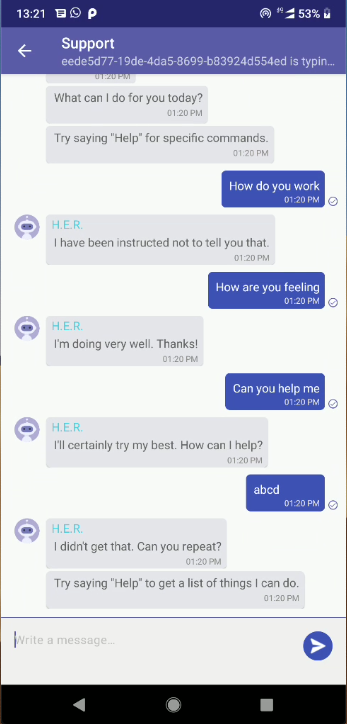 13:21
53%
Support
eede5d77-19de-4da5-8699-b83924d554ed is typin...
01:20 PM
What can I do for you today?
01:20 PM
Try saying "Help" for specific commands.
01:20 PM
How do you work
01:20 PM
H.E.R.
I have been instructed not to tell you that.
01:20 PM
How are you feeling
01:20 PM
H.E.R.
I'm doing very well. Thanks!
01:20 PM
Can you help me
01:20 PM
H.E.R.
I'll certainly try my best. How can I help?
01:20 PM
abcd
01:20 PM
H.E.R.
I didn't get that. Can you repeat?
01:20 PM
Try saying "Help" to get a list of things I can do.
01:20 PM
Write a message...